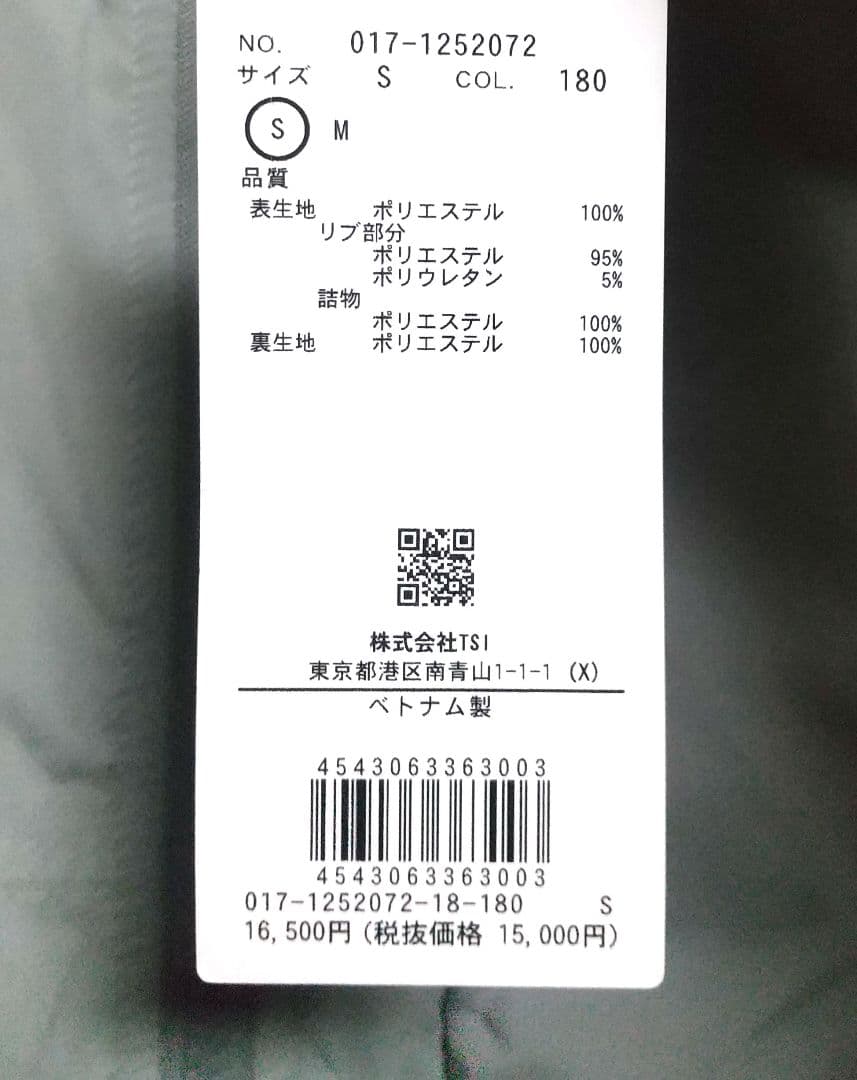 NO. 017-1252072
サイズ S COL. 180
S M
品質
表生地 ポリエステル 100%
リブ部分
ポリエステル 95%
ポリウレタン 5%
詰物
ポリエステル 100%
裏生地 ポリエステル 100%
株式会社TSI
東京都港区南青山1-1-1 (X)
ベトナム製
4543063363003
4543063363003
017-1252072-18-180 S
16,500円(税抜価格 15,000円)